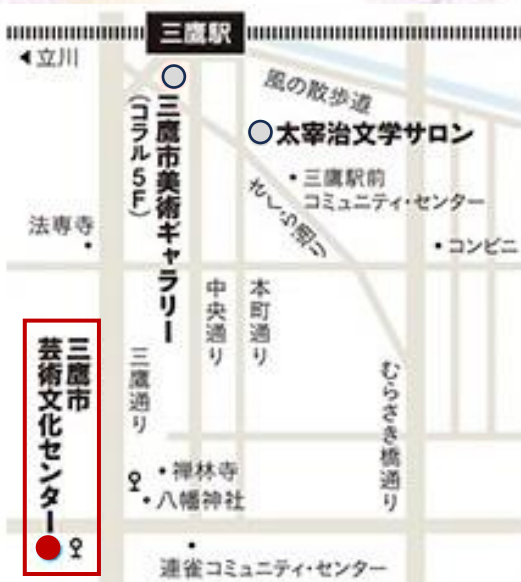 三鷹駅
◀立川
風の散歩道
三鷹市美術ギャラリー
(コラル5F)
太宰治文学サロン
・三鷹駅前
コミュニティ・センター
さくら通り
法専寺
・コンビニ
中央通り
本町通り
三鷹通り
むらさき橋通り
三鷹市
芸術文化センター
・禅林寺
・八幡神社
連雀コミュニティ・センター